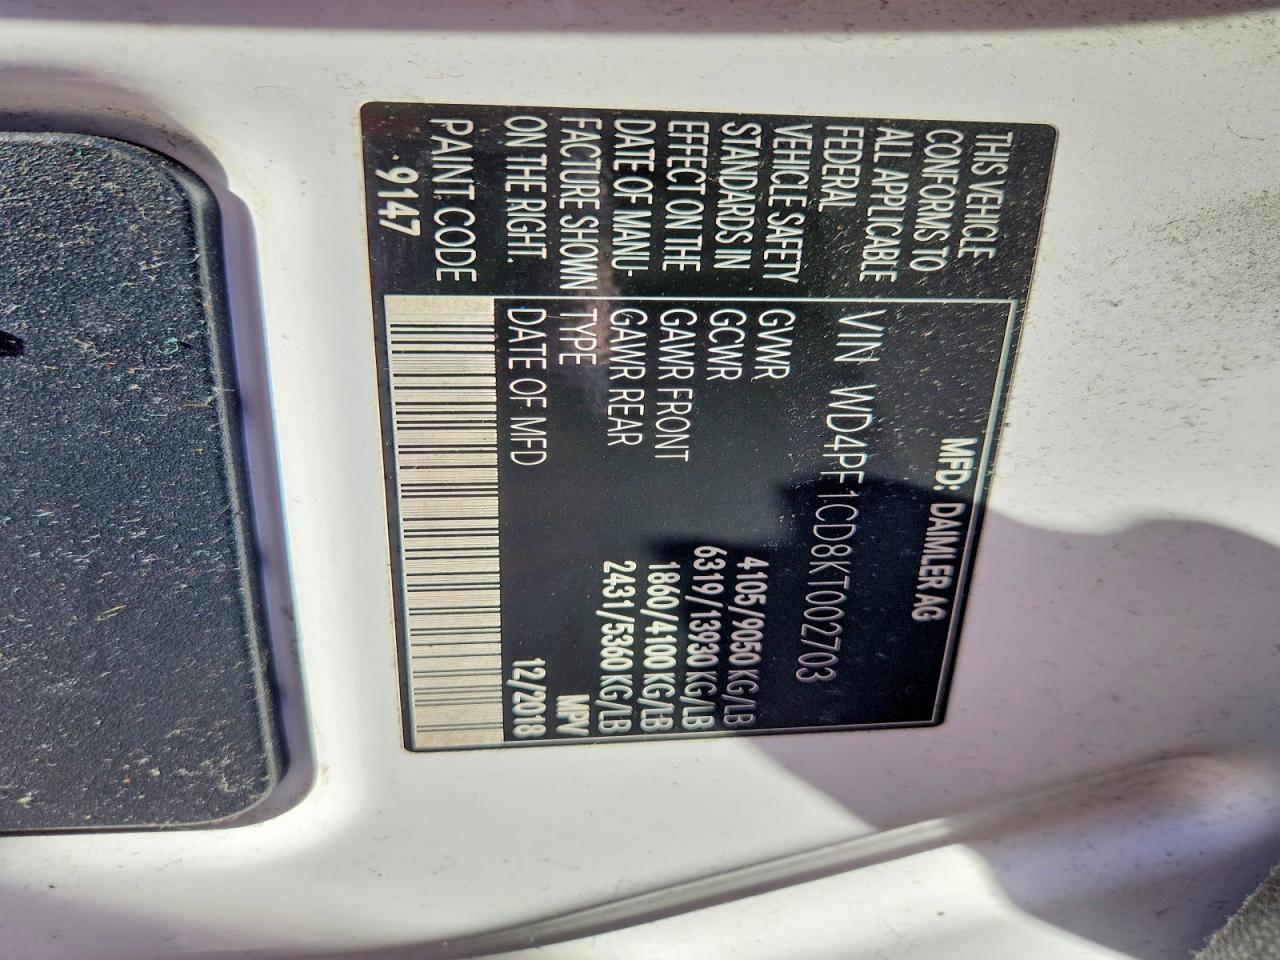 THIS VEHICLE
CONFORMS TO
ALL APPLICABLE
FEDERAL
VEHICLE SAFETY
STANDARDS IN
EFFECT ON THE
DATE OF MANU-
FACTURE SHOWN
ON THE RIGHT.
PAINT CODE
9147
MFD: DAIMLER AG
VIN WD4PF1CD8KT002703
GVWR 4105/9050 KG/LB
GCWR 6319/13930 KG/LB
GAWR FRONT 1860/4100 KG/LB
GAWR REAR 2431/5360 KG/LB
TYPE MPV
DATE OF MFD 12/2018